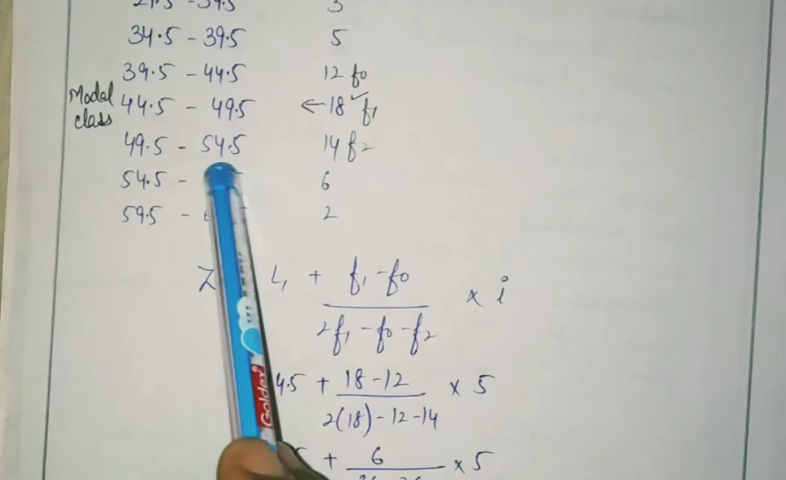 34.5 - 39.5 5
39.5 - 44.5 12 f0
Modal class 44.5 - 49.5 ← 18 ✓ f1
49.5 - 54.5 14 f2
54.5 - 6
59.5 - 2
Z L1 + f1 - f0 / 2f1 - f0 - f2 × i
4.5 + 18 - 12 / 2(18) - 12 - 14 × 5
+ 6 × 5
Goldex